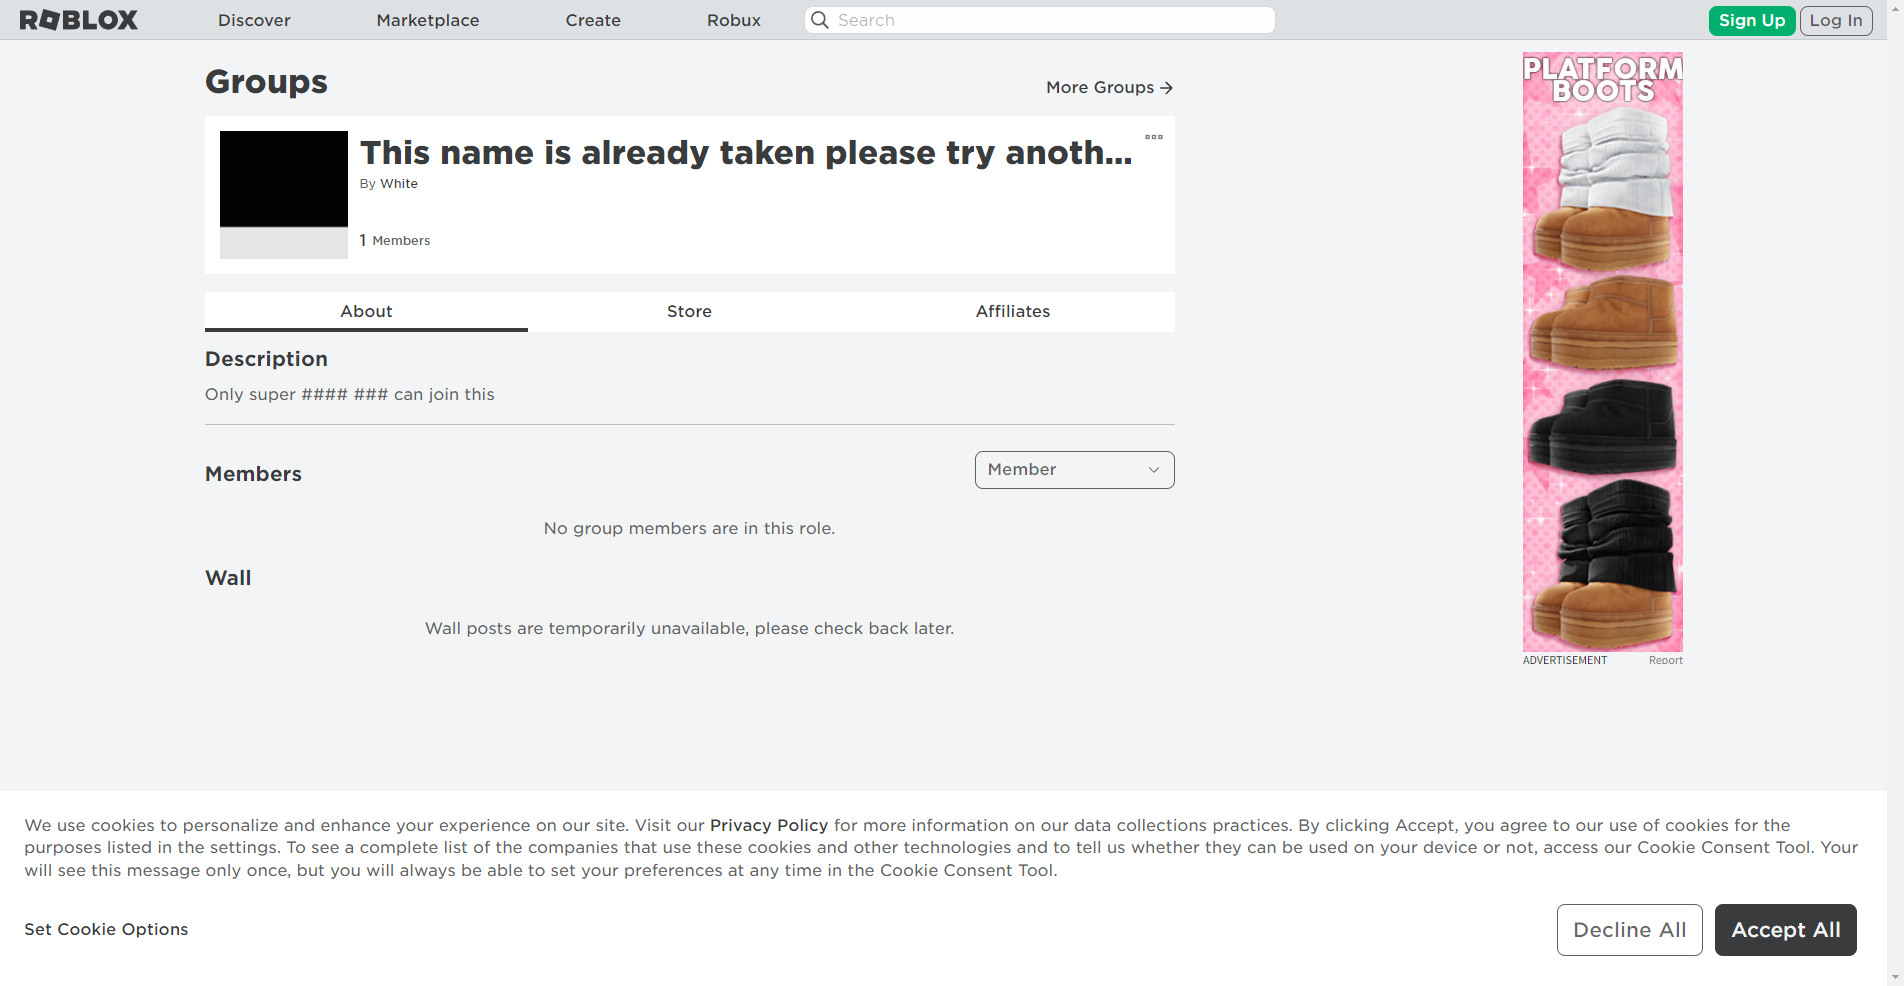 ROBLOX
Discover
Marketplace
Create
Robux
Search
Sign Up
Log In
Groups
More Groups
This name is already taken please try anoth...
By White
1 Members
About
Store
Affiliates
Description
Only super #### ### can join this
Members
Member
No group members are in this role.
Wall
Wall posts are temporarily unavailable, please check back later.
PLATFORM
BOOTS
ADVERTISEMENT
Report
We use cookies to personalize and enhance your experience on our site. Visit our Privacy Policy for more information on our data collections practices. By clicking Accept, you agree to our use of cookies for the
purposes listed in the settings. To see a complete list of the companies that use these cookies and other technologies and to tell us whether they can be used on your device or not, access our Cookie Consent Tool. Your
will see this message only once, but you will always be able to set your preferences at any time in the Cookie Consent Tool.
Set Cookie Options
Decline All
Accept All